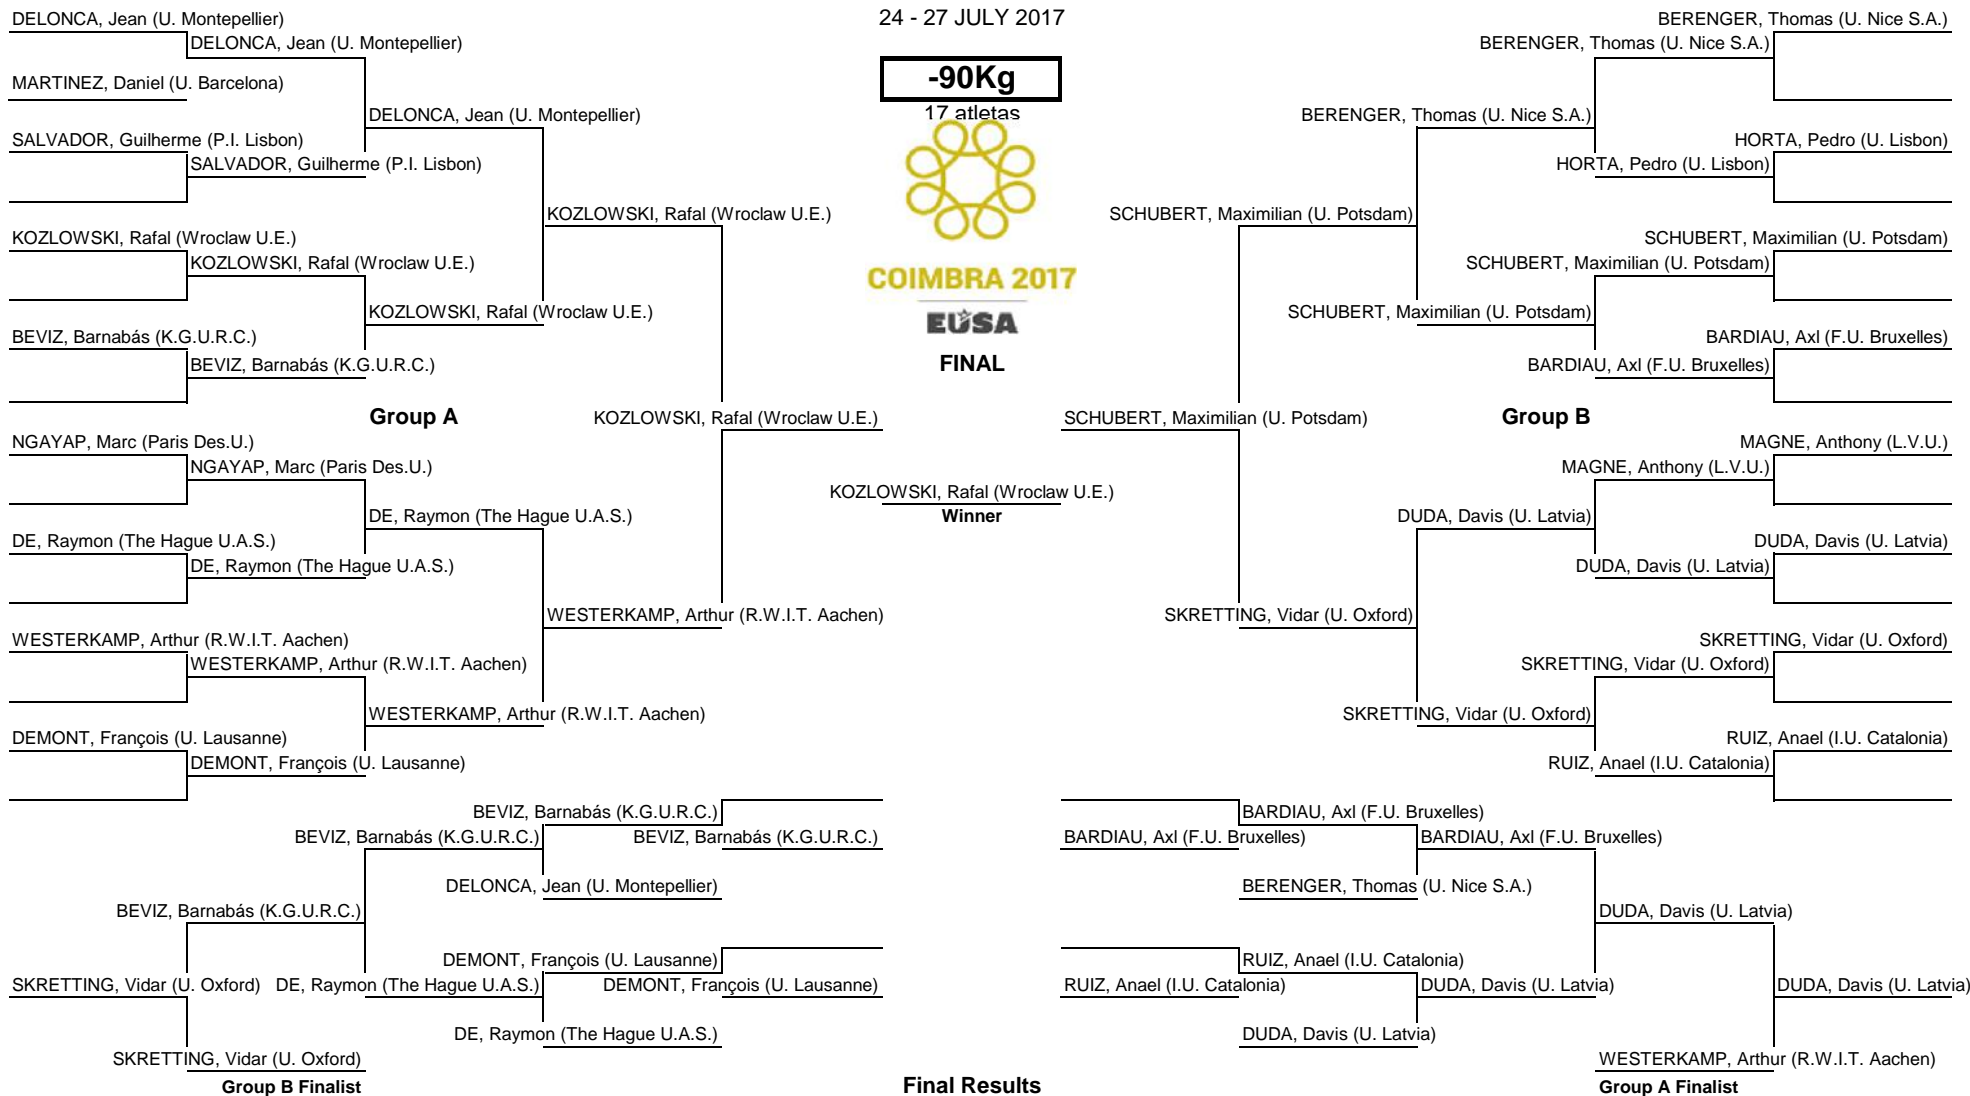 24 - 27 JULY 2017
-90Kg
17 atletas
COIMBRA 2017
EUSA
FINAL
DELONCA, Jean (U. Montepellier)
DELONCA, Jean (U. Montepellier)
MARTINEZ, Daniel (U. Barcelona)
DELONCA, Jean (U. Montepellier)
SALVADOR, Guilherme (P.I. Lisbon)
SALVADOR, Guilherme (P.I. Lisbon)
KOZLOWSKI, Rafal (Wroclaw U.E.)
KOZLOWSKI, Rafal (Wroclaw U.E.)
KOZLOWSKI, Rafal (Wroclaw U.E.)
KOZLOWSKI, Rafal (Wroclaw U.E.)
BEVIZ, Barnabás (K.G.U.R.C.)
BEVIZ, Barnabás (K.G.U.R.C.)
Group A
KOZLOWSKI, Rafal (Wroclaw U.E.)
NGAYAP, Marc (Paris Des.U.)
NGAYAP, Marc (Paris Des.U.)
DE, Raymon (The Hague U.A.S.)
DE, Raymon (The Hague U.A.S.)
DE, Raymon (The Hague U.A.S.)
WESTERKAMP, Arthur (R.W.I.T. Aachen)
WESTERKAMP, Arthur (R.W.I.T. Aachen)
WESTERKAMP, Arthur (R.W.I.T. Aachen)
WESTERKAMP, Arthur (R.W.I.T. Aachen)
DEMONT, François (U. Lausanne)
DEMONT, François (U. Lausanne)
KOZLOWSKI, Rafal (Wroclaw U.E.)
Winner
BERENGER, Thomas (U. Nice S.A.)
BERENGER, Thomas (U. Nice S.A.)
BERENGER, Thomas (U. Nice S.A.)
HORTA, Pedro (U. Lisbon)
HORTA, Pedro (U. Lisbon)
SCHUBERT, Maximilian (U. Potsdam)
SCHUBERT, Maximilian (U. Potsdam)
SCHUBERT, Maximilian (U. Potsdam)
SCHUBERT, Maximilian (U. Potsdam)
BARDIAU, Axl (F.U. Bruxelles)
BARDIAU, Axl (F.U. Bruxelles)
SCHUBERT, Maximilian (U. Potsdam)
Group B
MAGNE, Anthony (L.V.U.)
MAGNE, Anthony (L.V.U.)
DUDA, Davis (U. Latvia)
DUDA, Davis (U. Latvia)
DUDA, Davis (U. Latvia)
SKRETTING, Vidar (U. Oxford)
SKRETTING, Vidar (U. Oxford)
SKRETTING, Vidar (U. Oxford)
SKRETTING, Vidar (U. Oxford)
RUIZ, Anael (I.U. Catalonia)
RUIZ, Anael (I.U. Catalonia)
BEVIZ, Barnabás (K.G.U.R.C.)
BEVIZ, Barnabás (K.G.U.R.C.)
BEVIZ, Barnabás (K.G.U.R.C.)
DELONCA, Jean (U. Montepellier)
BEVIZ, Barnabás (K.G.U.R.C.)
DEMONT, François (U. Lausanne)
SKRETTING, Vidar (U. Oxford)
DE, Raymon (The Hague U.A.S.)
DEMONT, François (U. Lausanne)
DE, Raymon (The Hague U.A.S.)
SKRETTING, Vidar (U. Oxford)
Group B Finalist
BARDIAU, Axl (F.U. Bruxelles)
BARDIAU, Axl (F.U. Bruxelles)
BARDIAU, Axl (F.U. Bruxelles)
BERENGER, Thomas (U. Nice S.A.)
DUDA, Davis (U. Latvia)
RUIZ, Anael (I.U. Catalonia)
RUIZ, Anael (I.U. Catalonia)
DUDA, Davis (U. Latvia)
DUDA, Davis (U. Latvia)
DUDA, Davis (U. Latvia)
WESTERKAMP, Arthur (R.W.I.T. Aachen)
Group A Finalist
Final Results